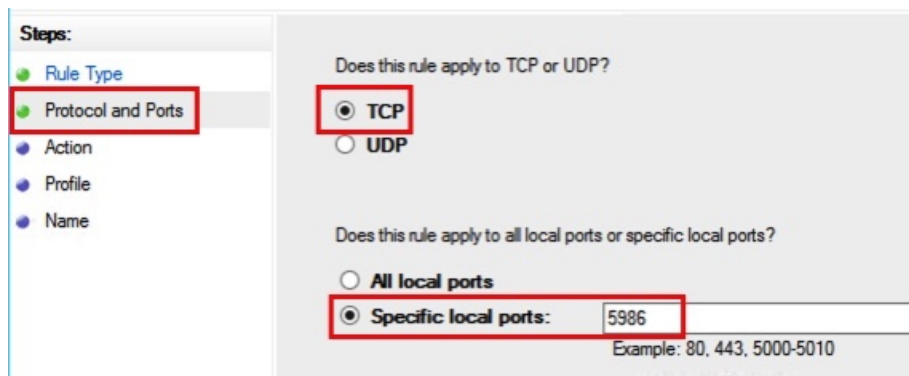 Steps:
Rule Type
Protocol and Ports
Action
Profile
Name
Does this rule apply to TCP or UDP?
TCP
UDP
Does this rule apply to all local ports or specific local ports?
All local ports
Specific local ports: 5986
Example: 80, 443, 5000-5010